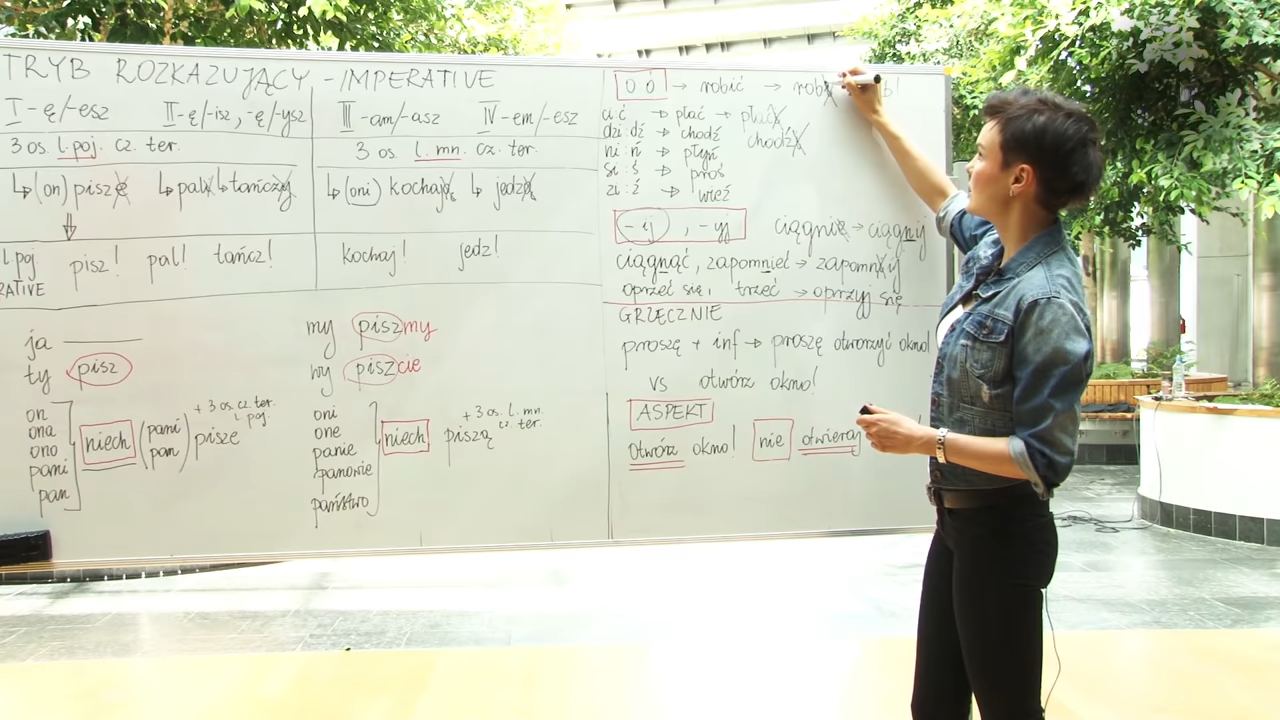 TRYB ROZKAZUJĄCY - IMPERATIVE
I -ę/-esz II -ę/-isz, -ę/-ysz III -am/-asz IV -em/-esz
3 os. l.poj. cz. ter. 3 os. l. mn. cz. ter.
↳(on) pisze ↳pali ↳tańczy ↳(oni) kochają ↳ jedzą
l.poj pisz! pal! tańcz! kochaj! jedz!
RATIVE
ja ____ my piszmy
ty pisz wy piszcie
on
ona
ono
pani
pan
niech (pani pan) pisze + 3 os. cz. ter. l. poj.
oni
one
panie
panowie
państwo
niech piszą + 3 os. l. mn. cz. ter.
o ó → robić → b!
ci:ć → płać → płać
dzi:dź → chodź chodź
ni:ń → płyń
si:ś → proś
zi:ź → wieź
-ij, -yj ciągnie → ciągnij
ciągnąć, zapomnieć → zapomnij
oprzeć się, trzeć → oprzyj się
GRZECZNIE
proszę + inf → proszę otworzyć okno!
vs otwórz okno!
ASPEKT
Otwórz okno! nie otwieraj